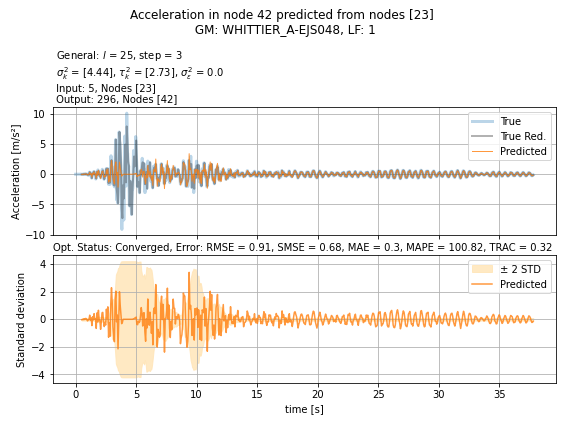 Acceleration in node 42 predicted from nodes [23]
GM: WHITTIER_A-EJS048, LF: 1
General: l = 25, step = 3
σ²ₖ = [4.44], τ²ₖ = [2.73], σ²ε = 0.0
Input: 5, Nodes [23]
Output: 296, Nodes [42]
Acceleration [m/s²]
10
5
0
−5
−10
True
True Red.
Predicted
Opt. Status: Converged, Error: RMSE = 0.91, SMSE = 0.68, MAE = 0.3, MAPE = 100.82, TRAC = 0.32
Standard deviation
4
2
0
−2
−4
± 2 STD
Predicted
0 5 10 15 20 25 30 35
time [s]